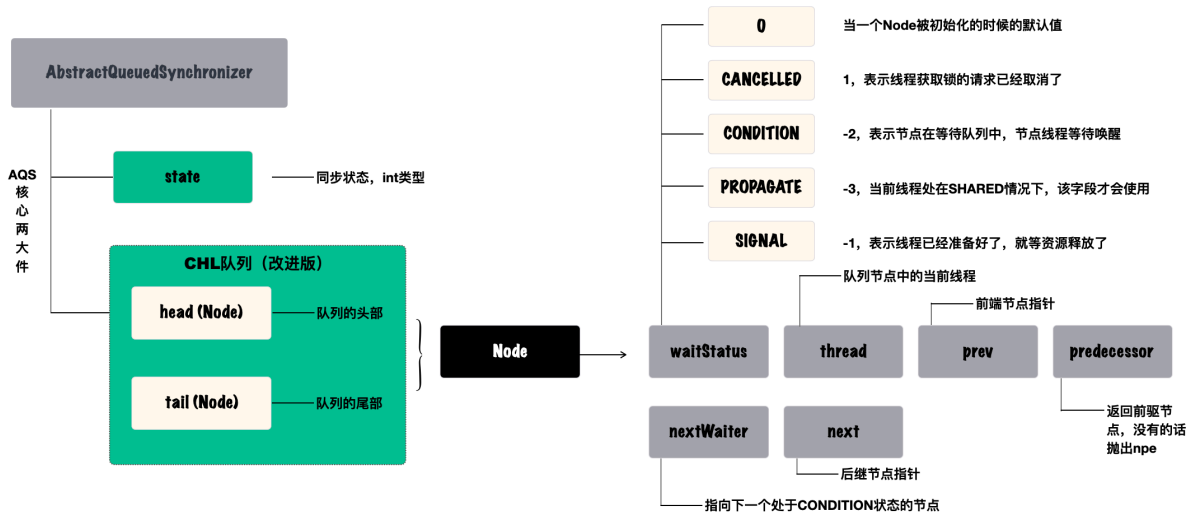 AbstractQueuedSynchronizer
AQS
核
心
两
大
件
state
同步状态，int类型
CHL队列（改进版）
head (Node)
队列的头部
tail (Node)
队列的尾部
Node
0
当一个Node被初始化的时候的默认值
CANCELLED
1，表示线程获取锁的请求已经取消了
CONDITION
-2，表示节点在等待队列中，节点线程等待唤醒
PROPAGATE
-3，当前线程处在SHARED情况下，该字段才会使用
SIGNAL
-1，表示线程已经准备好了，就等资源释放了
队列节点中的当前线程
前端节点指针
waitStatus
thread
prev
predecessor
返回前驱节
点，没有的话
抛出npe
nextWaiter
next
后继节点指针
指向下一个处于CONDITION状态的节点